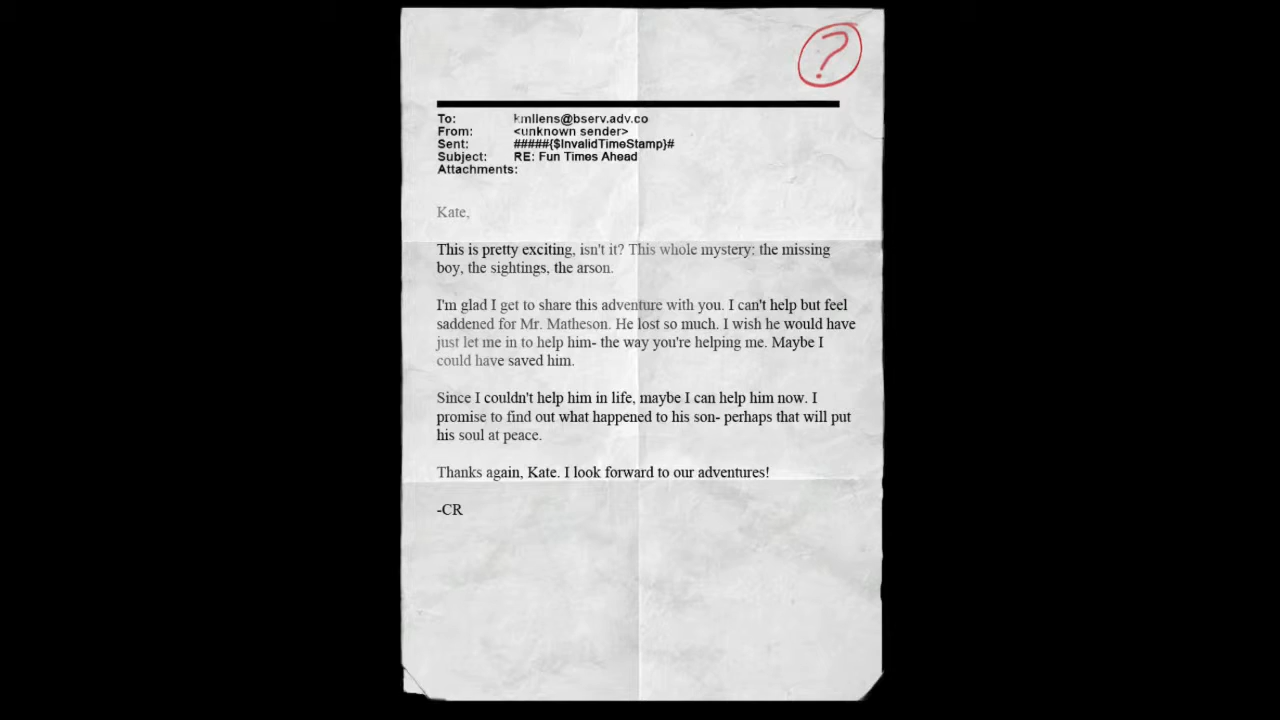 ?
To: kmllens@bserv.adv.co
From: <unknown sender>
Sent: #####{$InvalidTimeStamp}#
Subject: RE: Fun Times Ahead
Attachments:
Kate,
This is pretty exciting, isn't it? This whole mystery: the missing
boy, the sightings, the arson.
I'm glad I get to share this adventure with you. I can't help but feel
saddened for Mr. Matheson. He lost so much. I wish he would have
just let me in to help him- the way you're helping me. Maybe I
could have saved him.
Since I couldn't help him in life, maybe I can help him now. I
promise to find out what happened to his son- perhaps that will put
his soul at peace.
Thanks again, Kate. I look forward to our adventures!
-CR